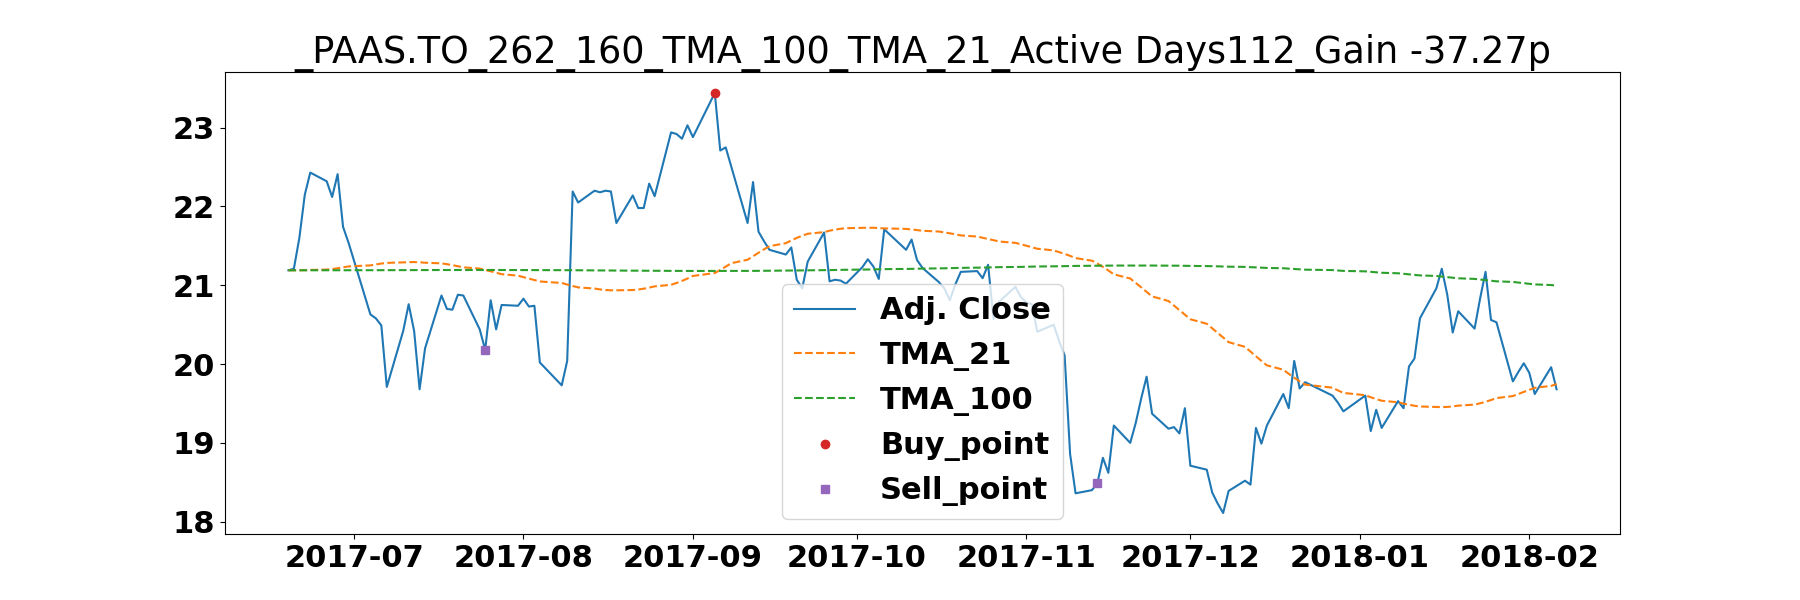 _PAAS.TO_262_160_TMA_100_TMA_21_Active Days112_Gain -37.27p
23
22
21
20
19
18
Adj. Close
TMA_21
TMA_100
Buy_point
Sell_point
2017-07 2017-08 2017-09 2017-10 2017-11 2017-12 2018-01 2018-02